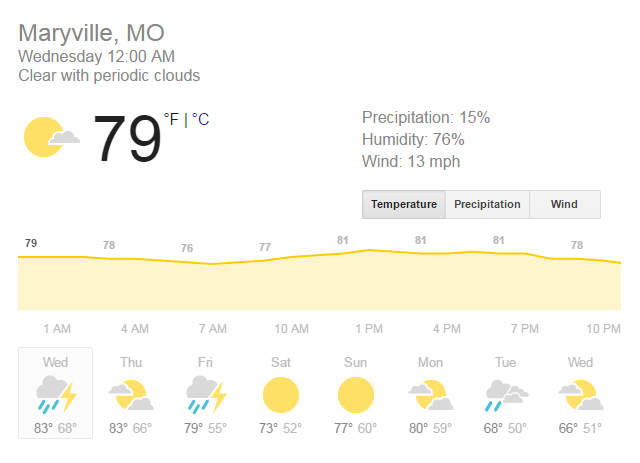 Maryville, MO
Wednesday 12:00 AM
Clear with periodic clouds
79 °F | °C
Precipitation: 15%
Humidity: 76%
Wind: 13 mph
Temperature Precipitation Wind
79 78 76 77 81 81 81 78
1 AM 4 AM 7 AM 10 AM 1 PM 4 PM 7 PM 10 PM
Wed Thu Fri Sat Sun Mon Tue Wed
83° 68° 83° 66° 79° 55° 73° 52° 77° 60° 80° 59° 68° 50° 66° 51°